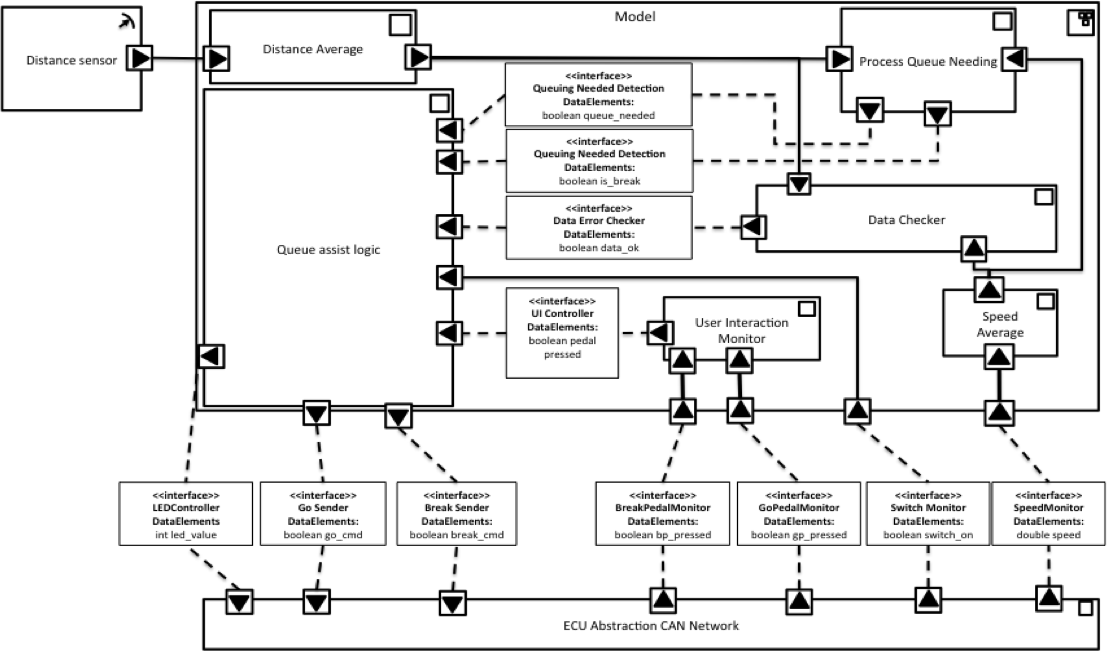 Model
Distance sensor
Distance Average
Process Queue Needing
<<interface>>
Queuing Needed Detection
DataElements:
boolean queue_needed
<<interface>>
Queuing Needed Detection
DataElements:
boolean is_break
<<interface>>
Data Error Checker
DataElements:
boolean data_ok
Data Checker
Queue assist logic
<<interface>>
UI Controller
DataElements:
boolean pedal
pressed
User Interaction
Monitor
Speed
Average
<<interface>>
LEDController
DataElements
int led_value
<<interface>>
Go Sender
DataElements:
boolean go_cmd
<<interface>>
Break Sender
DataElements:
boolean break_cmd
<<interface>>
BreakPedalMonitor
DataElements:
boolean bp_pressed
<<interface>>
GoPedalMonitor
DataElements:
boolean gp_pressed
<<interface>>
Switch Monitor
DataElements:
boolean switch_on
<<interface>>
SpeedMonitor
DataElements:
double speed
ECU Abstraction CAN Network